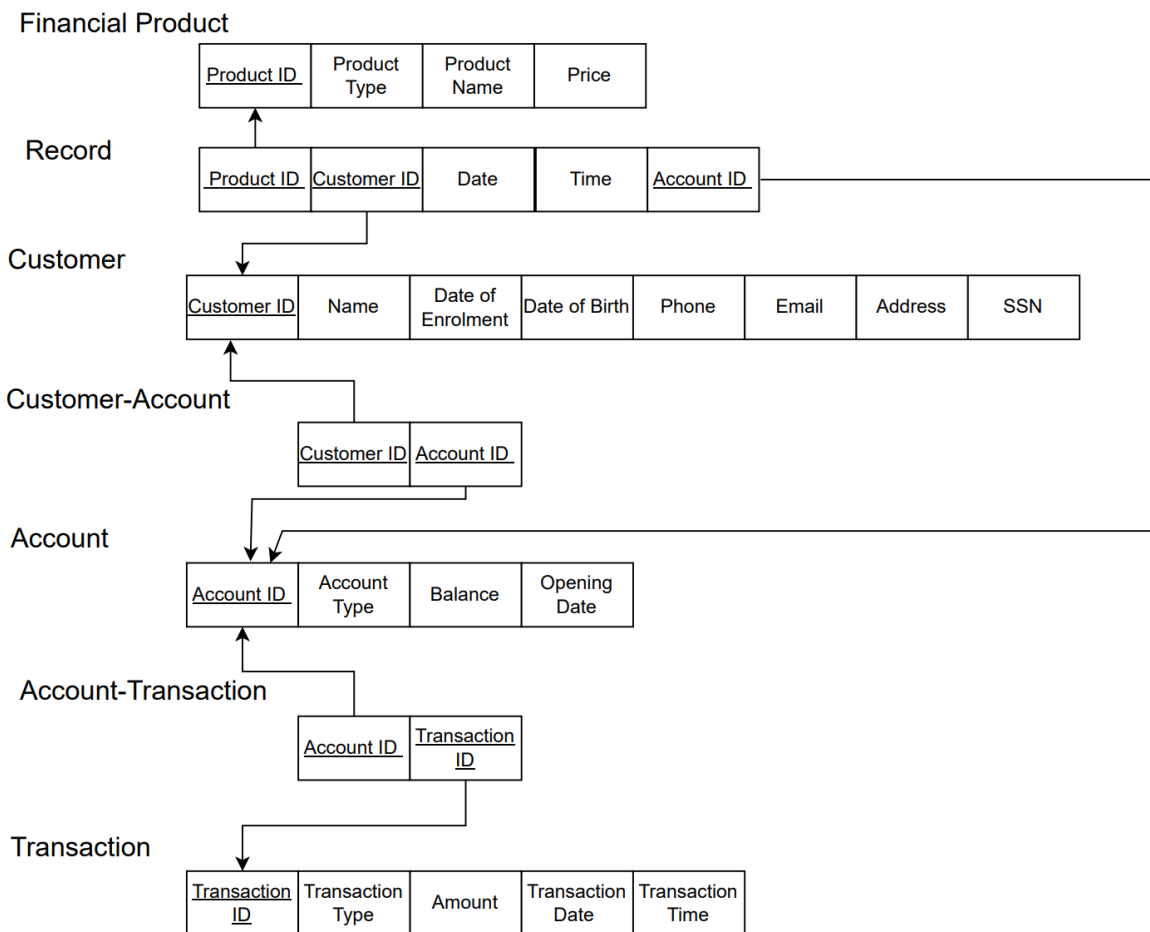 Financial Product
Product ID
Product
Type
Product
Name
Price
Record
Product ID
Customer ID
Date
Time
Account ID
Customer
Customer ID
Name
Date of
Enrolment
Date of Birth
Phone
Email
Address
SSN
Customer-Account
Customer ID
Account ID
Account
Account ID
Account
Type
Balance
Opening
Date
Account-Transaction
Account ID
Transaction
ID
Transaction
Transaction
ID
Transaction
Type
Amount
Transaction
Date
Transaction
Time